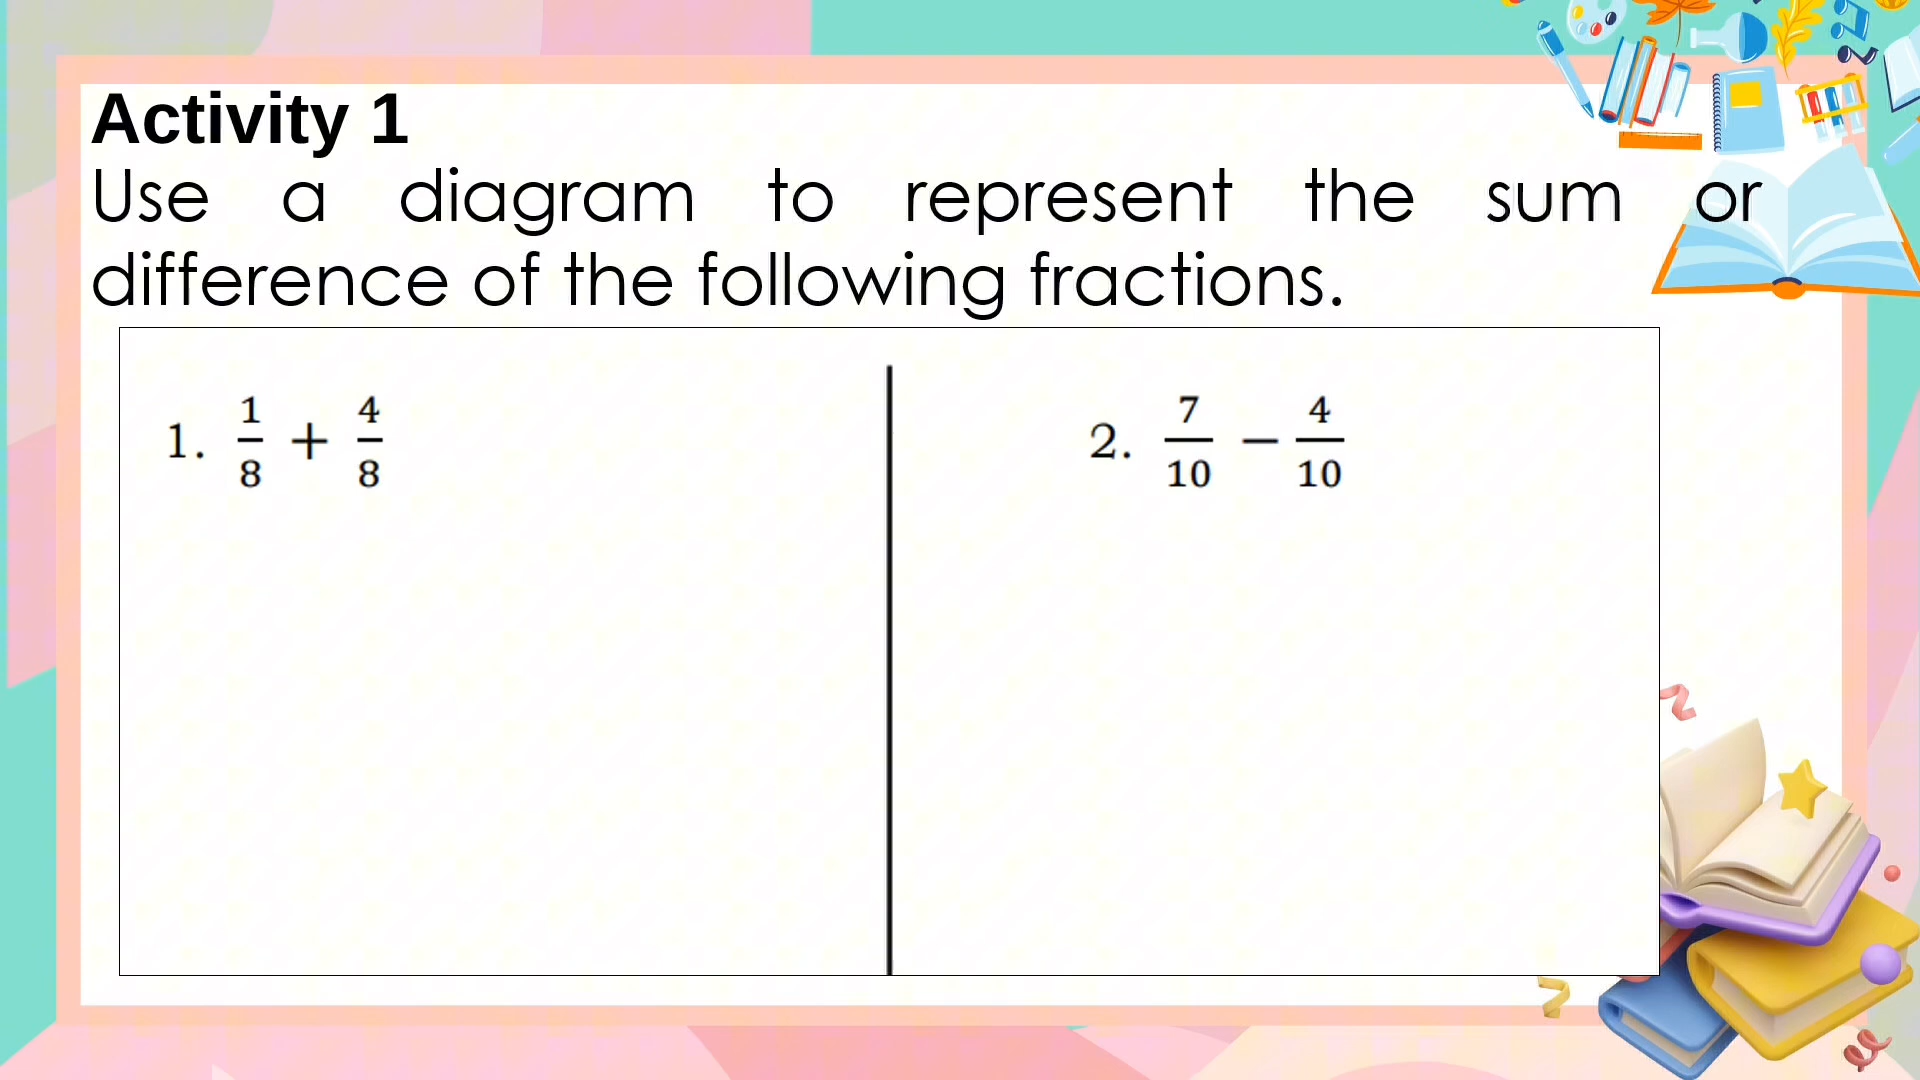 Activity 1
Use a diagram to represent the sum or
difference of the following fractions.
1. 1/8 + 4/8
2. 7/10 − 4/10